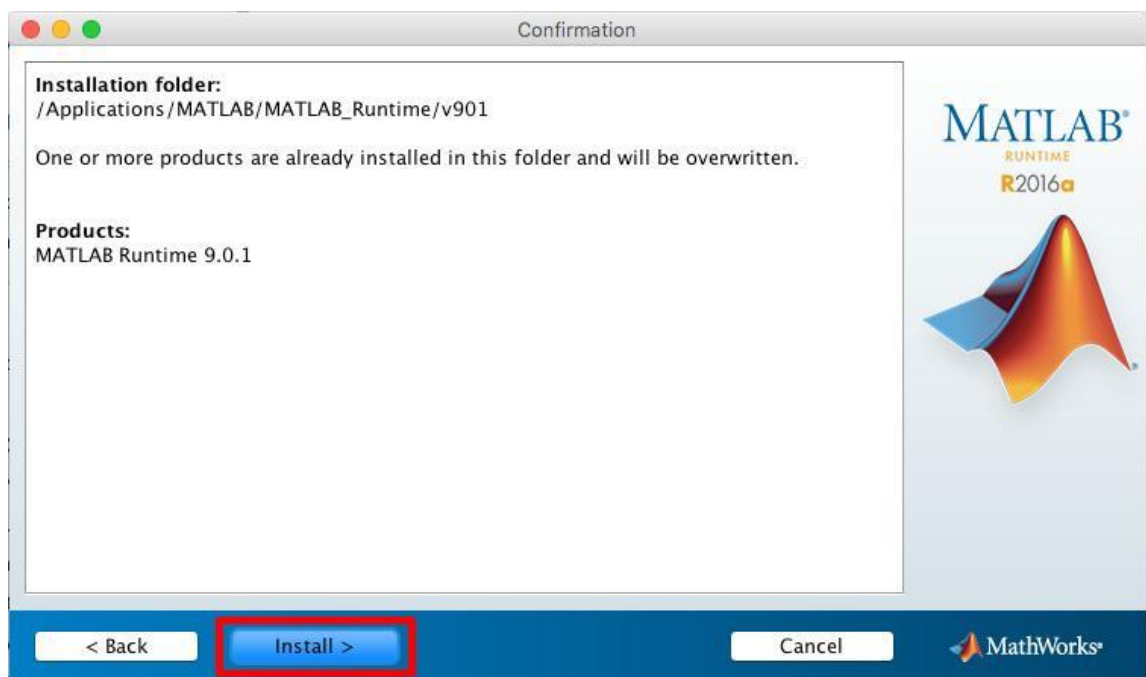 Confirmation
Installation folder:
/Applications/MATLAB/MATLAB_Runtime/v901
One or more products are already installed in this folder and will be overwritten.
Products:
MATLAB Runtime 9.0.1
MATLAB®
RUNTIME
R2016a
®
< Back
Install >
Cancel
MathWorks®